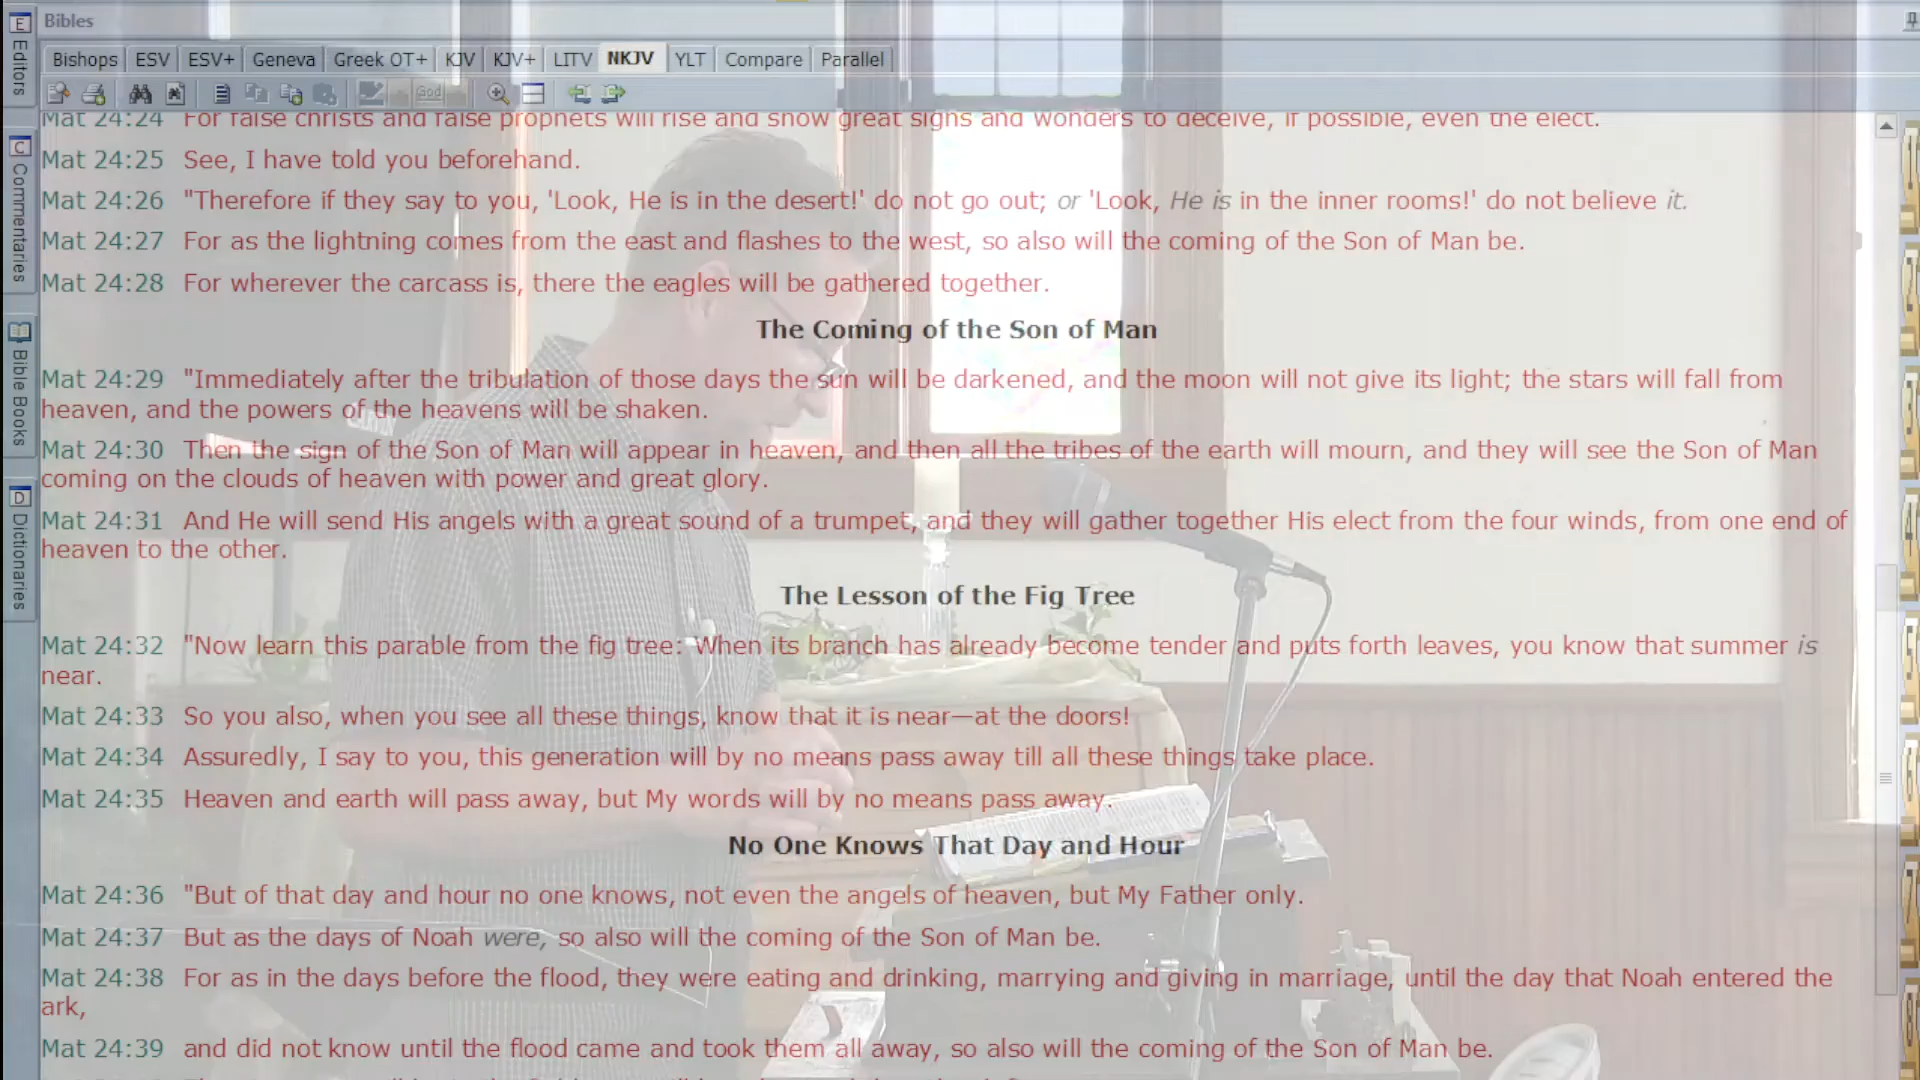 Bibles
Bishops ESV ESV+ Geneva Greek OT+ KJV KJV+ LITV NKJV YLT Compare Parallel
God
E Editors
C Commentaries
Bible Books
D Dictionaries
Mat 24:24 For false christs and false prophets will rise and show great signs and wonders to deceive, if possible, even the elect.
Mat 24:25 See, I have told you beforehand.
Mat 24:26 "Therefore if they say to you, 'Look, He is in the desert!' do not go out; or 'Look, He is in the inner rooms!' do not believe it.
Mat 24:27 For as the lightning comes from the east and flashes to the west, so also will the coming of the Son of Man be.
Mat 24:28 For wherever the carcass is, there the eagles will be gathered together.
The Coming of the Son of Man
Mat 24:29 "Immediately after the tribulation of those days the sun will be darkened, and the moon will not give its light; the stars will fall from
heaven, and the powers of the heavens will be shaken.
Mat 24:30 Then the sign of the Son of Man will appear in heaven, and then all the tribes of the earth will mourn, and they will see the Son of Man
coming on the clouds of heaven with power and great glory.
Mat 24:31 And He will send His angels with a great sound of a trumpet, and they will gather together His elect from the four winds, from one end of
heaven to the other.
The Lesson of the Fig Tree
Mat 24:32 "Now learn this parable from the fig tree: When its branch has already become tender and puts forth leaves, you know that summer is
near.
Mat 24:33 So you also, when you see all these things, know that it is near—at the doors!
Mat 24:34 Assuredly, I say to you, this generation will by no means pass away till all these things take place.
Mat 24:35 Heaven and earth will pass away, but My words will by no means pass away.
No One Knows That Day and Hour
Mat 24:36 "But of that day and hour no one knows, not even the angels of heaven, but My Father only.
Mat 24:37 But as the days of Noah were, so also will the coming of the Son of Man be.
Mat 24:38 For as in the days before the flood, they were eating and drinking, marrying and giving in marriage, until the day that Noah entered the
ark,
Mat 24:39 and did not know until the flood came and took them all away, so also will the coming of the Son of Man be.